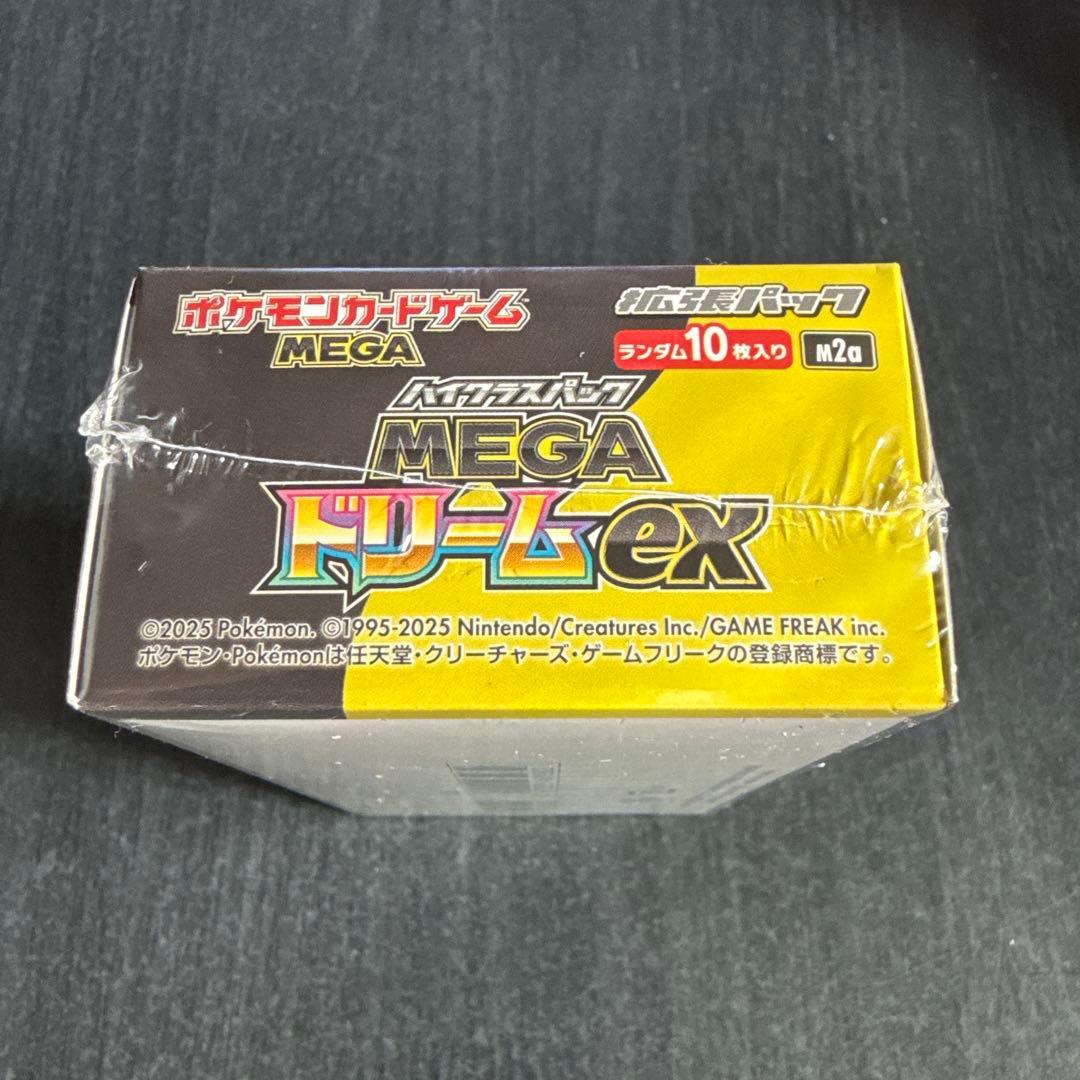 ポケモンカードゲーム™
MEGA
拡張パック
ランダム10枚入り
M2a
ハイクラスパック
MEGA
ドリームex
©2025 Pokémon. ©1995-2025 Nintendo/Creatures Inc./GAME FREAK inc.
ポケモン・Pokémonは任天堂・クリーチャーズ・ゲームフリークの登録商標です。